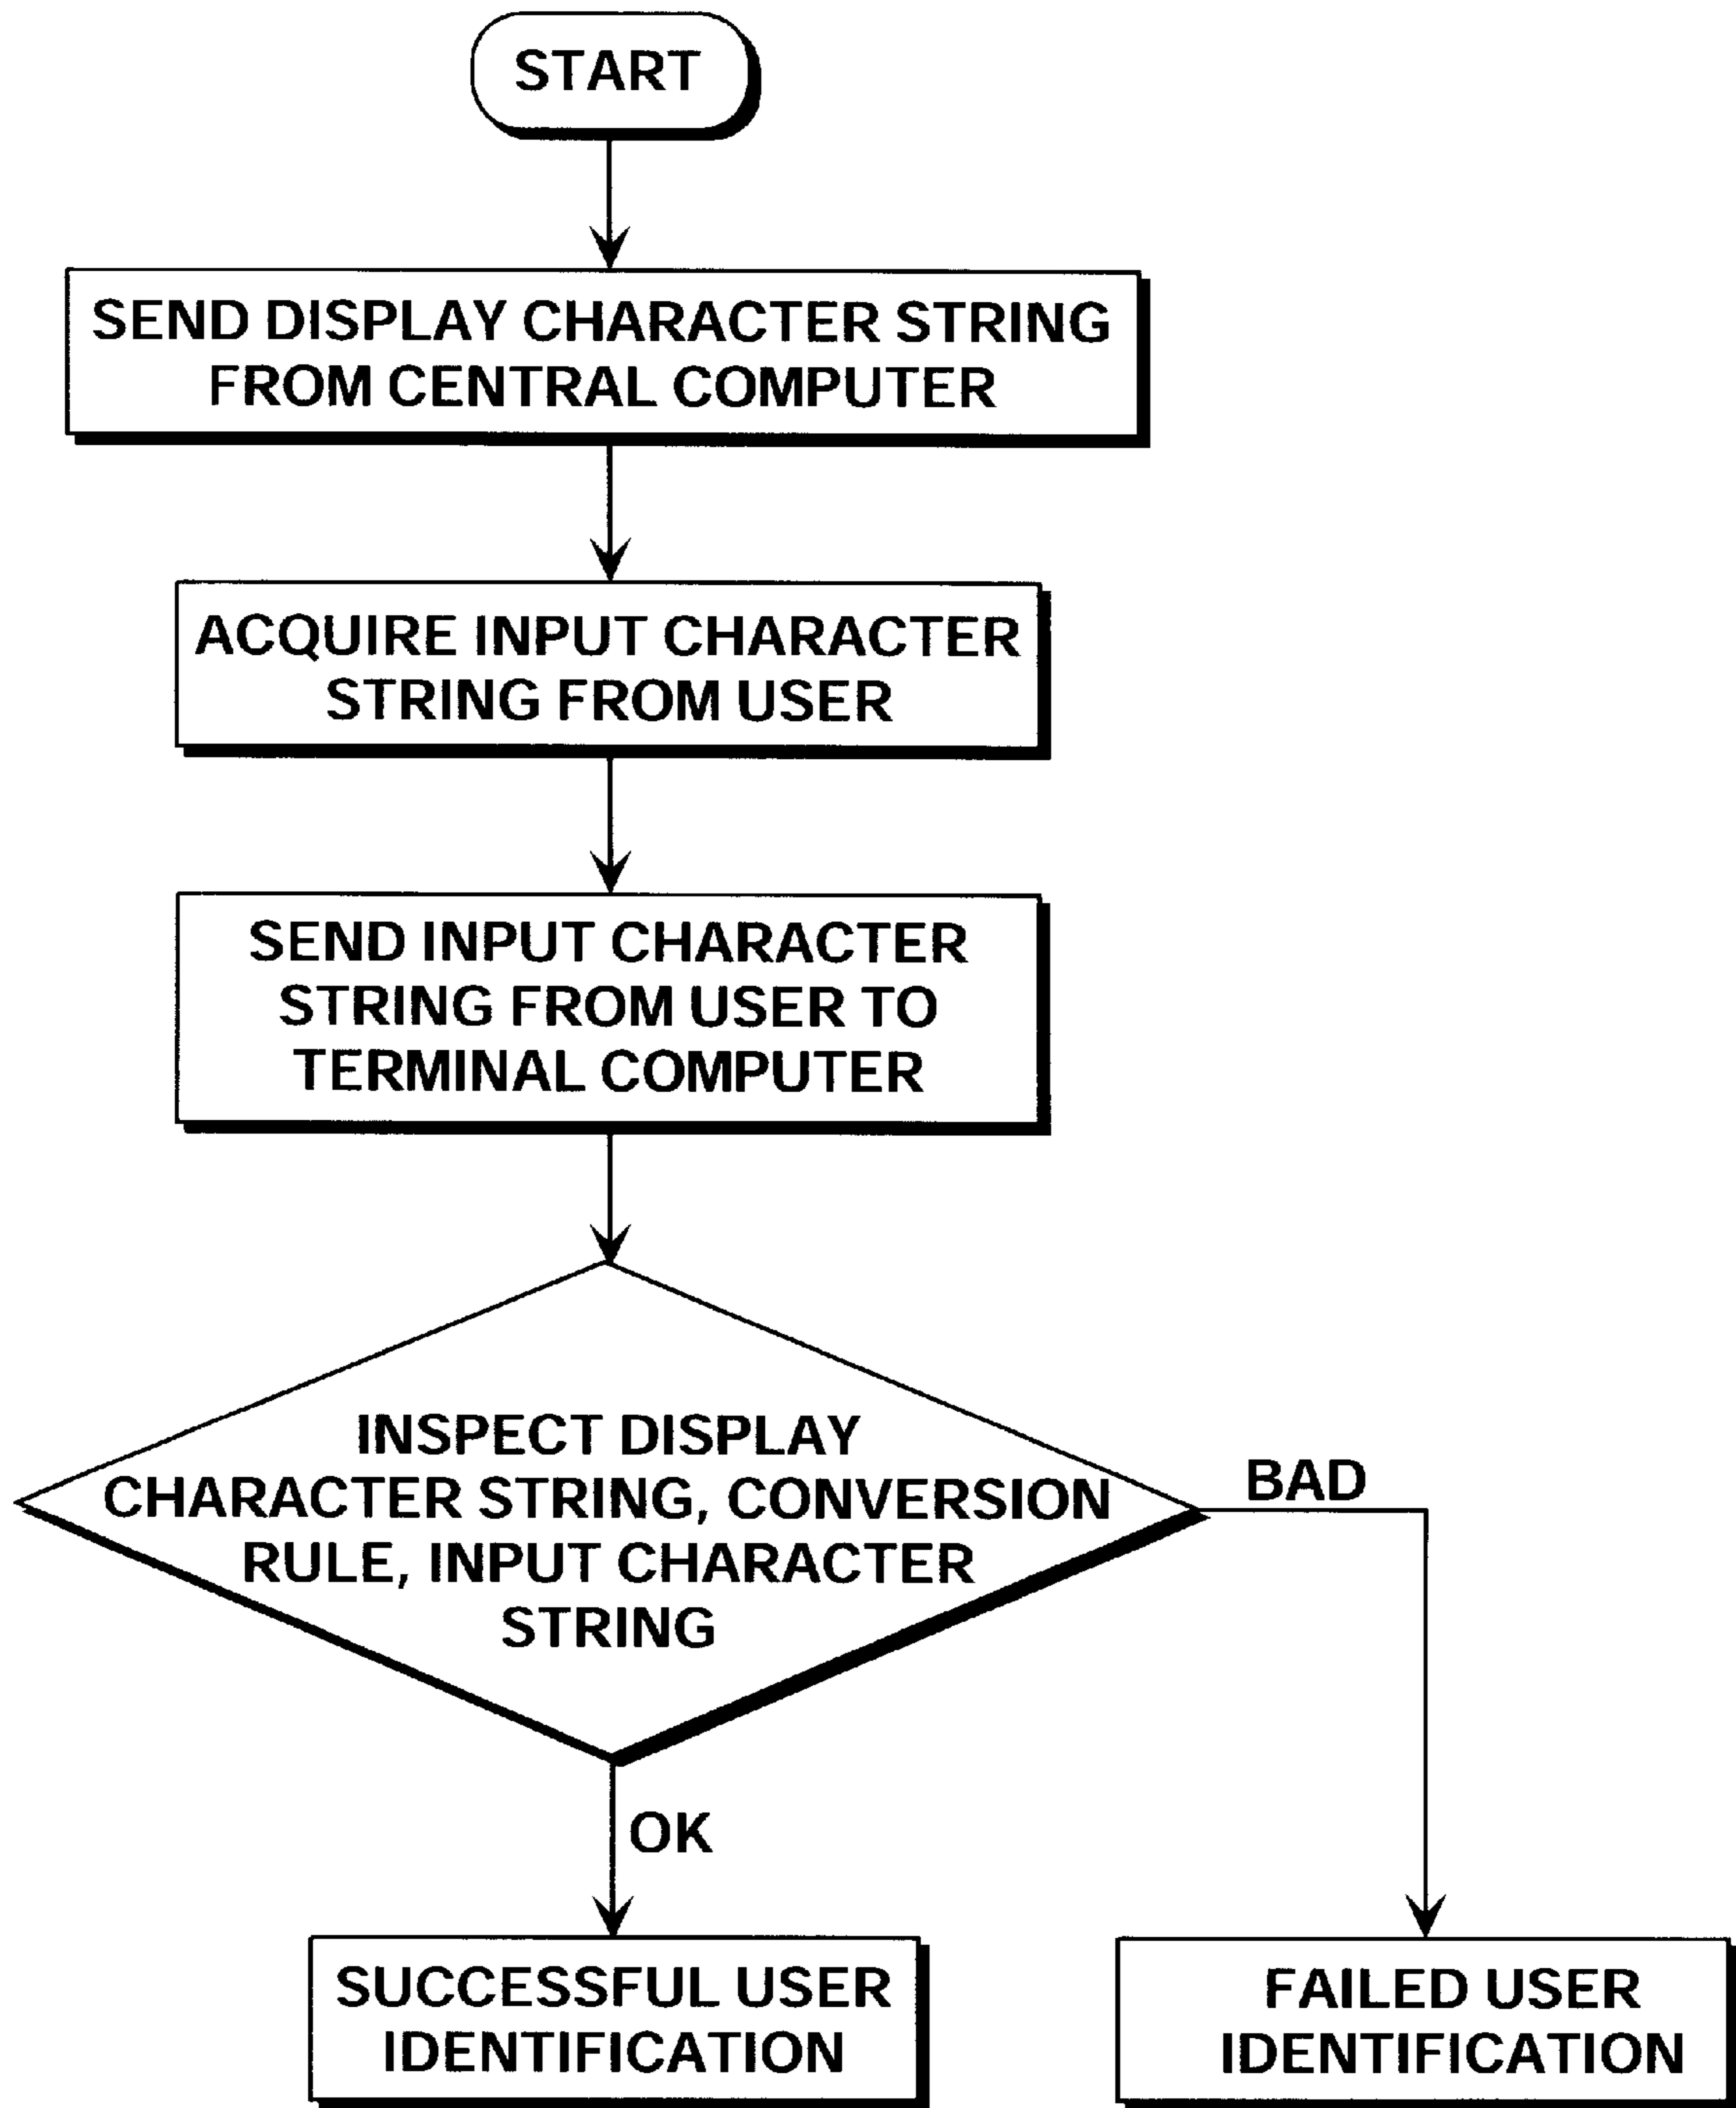 START
SEND DISPLAY CHARACTER STRING
FROM CENTRAL COMPUTER
ACQUIRE INPUT CHARACTER
STRING FROM USER
SEND INPUT CHARACTER
STRING FROM USER TO
TERMINAL COMPUTER
INSPECT DISPLAY
CHARACTER STRING, CONVERSION
RULE, INPUT CHARACTER
STRING
BAD
OK
SUCCESSFUL USER
IDENTIFICATION
FAILED USER
IDENTIFICATION